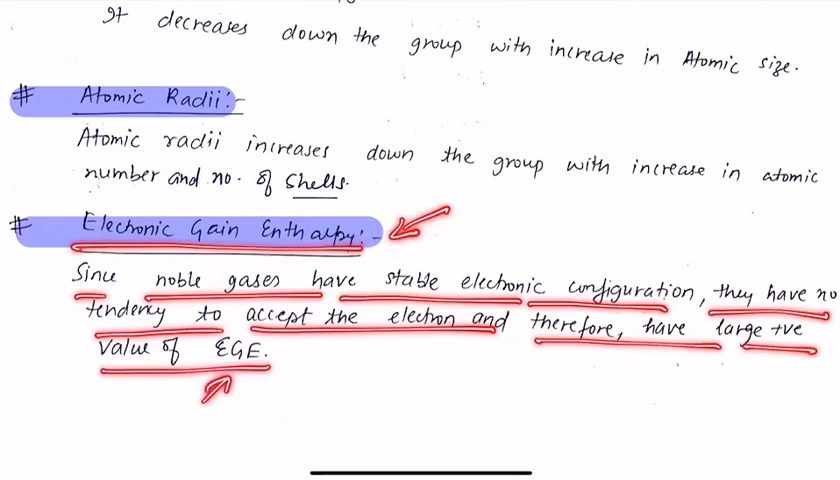 It decreases down the group with increase in Atomic size.
# Atomic Radii:-
Atomic radii increases down the group with increase in atomic
number and no. of shells.
# Electronic Gain Enthalpy:-
Since noble gases have stable electronic configuration, they have no
tendency to accept the electron and therefore, have large +ve
value of EGE.